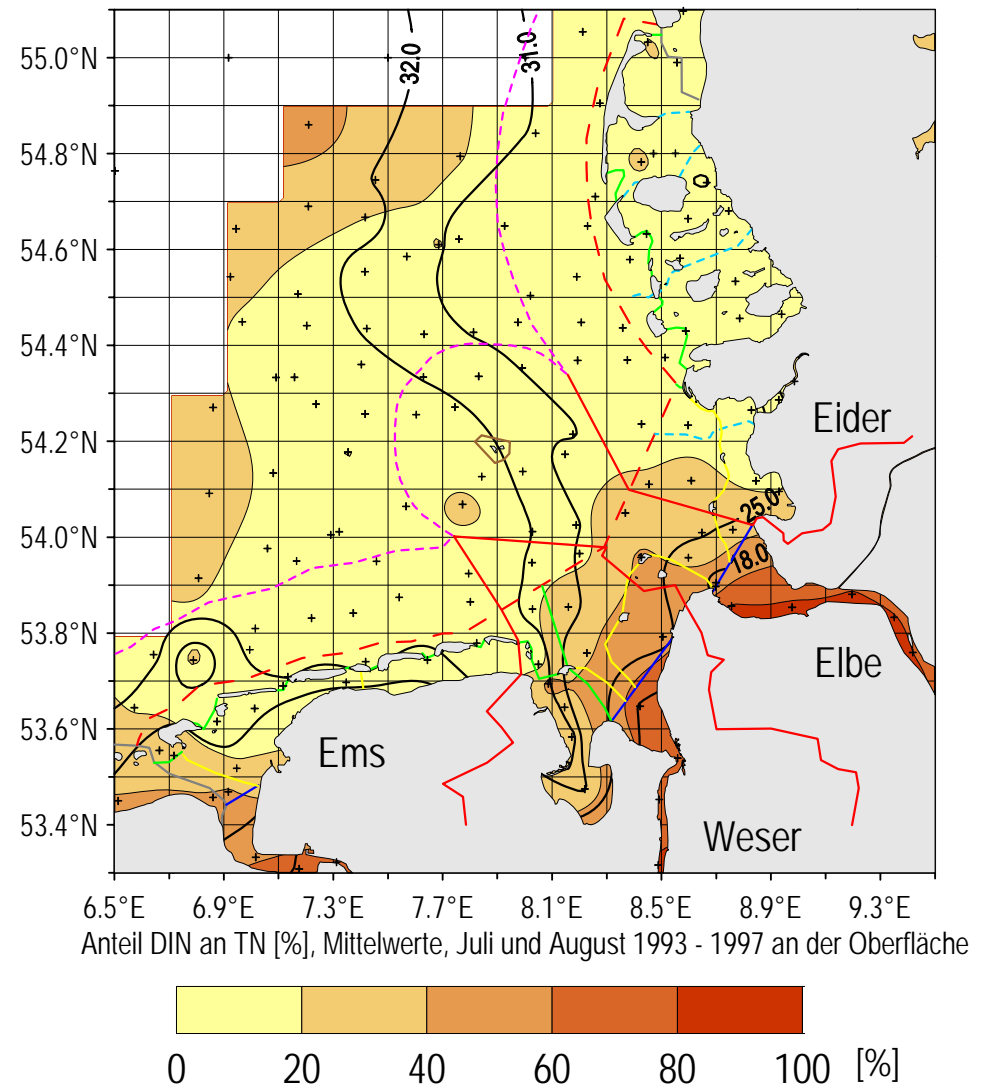 55.0°N
54.8°N
54.6°N
54.4°N
54.2°N
54.0°N
53.8°N
53.6°N
53.4°N
32.0
31.0
25.0
18.0
Eider
Elbe
Ems
Weser
6.5°E 6.9°E 7.3°E 7.7°E 8.1°E 8.5°E 8.9°E 9.3°E
Anteil DIN an TN [%], Mittelwerte, Juli und August 1993 - 1997 an der Oberfläche
0 20 40 60 80 100 [%]